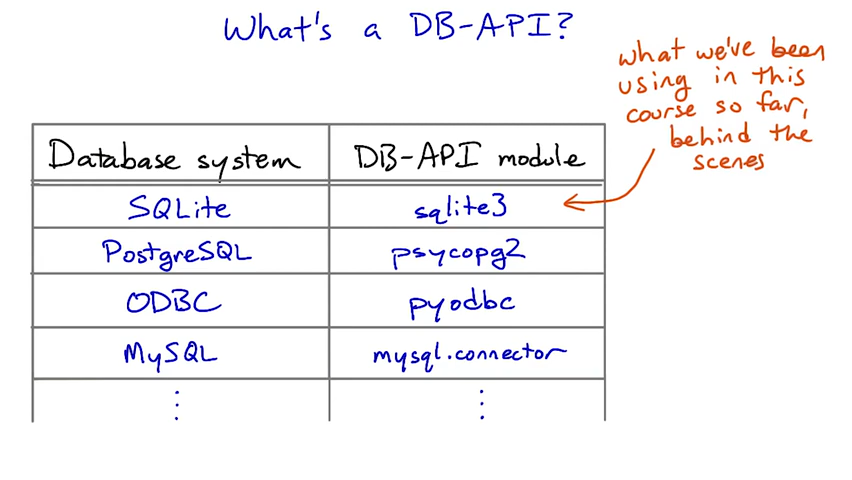 What's a DB-API?
what we've been
using in this
course so far,
behind the
scenes
Database system DB-API module
SQLite sqlite3
PostgreSQL psycopg2
ODBC pyodbc
MySQL mysql.connector